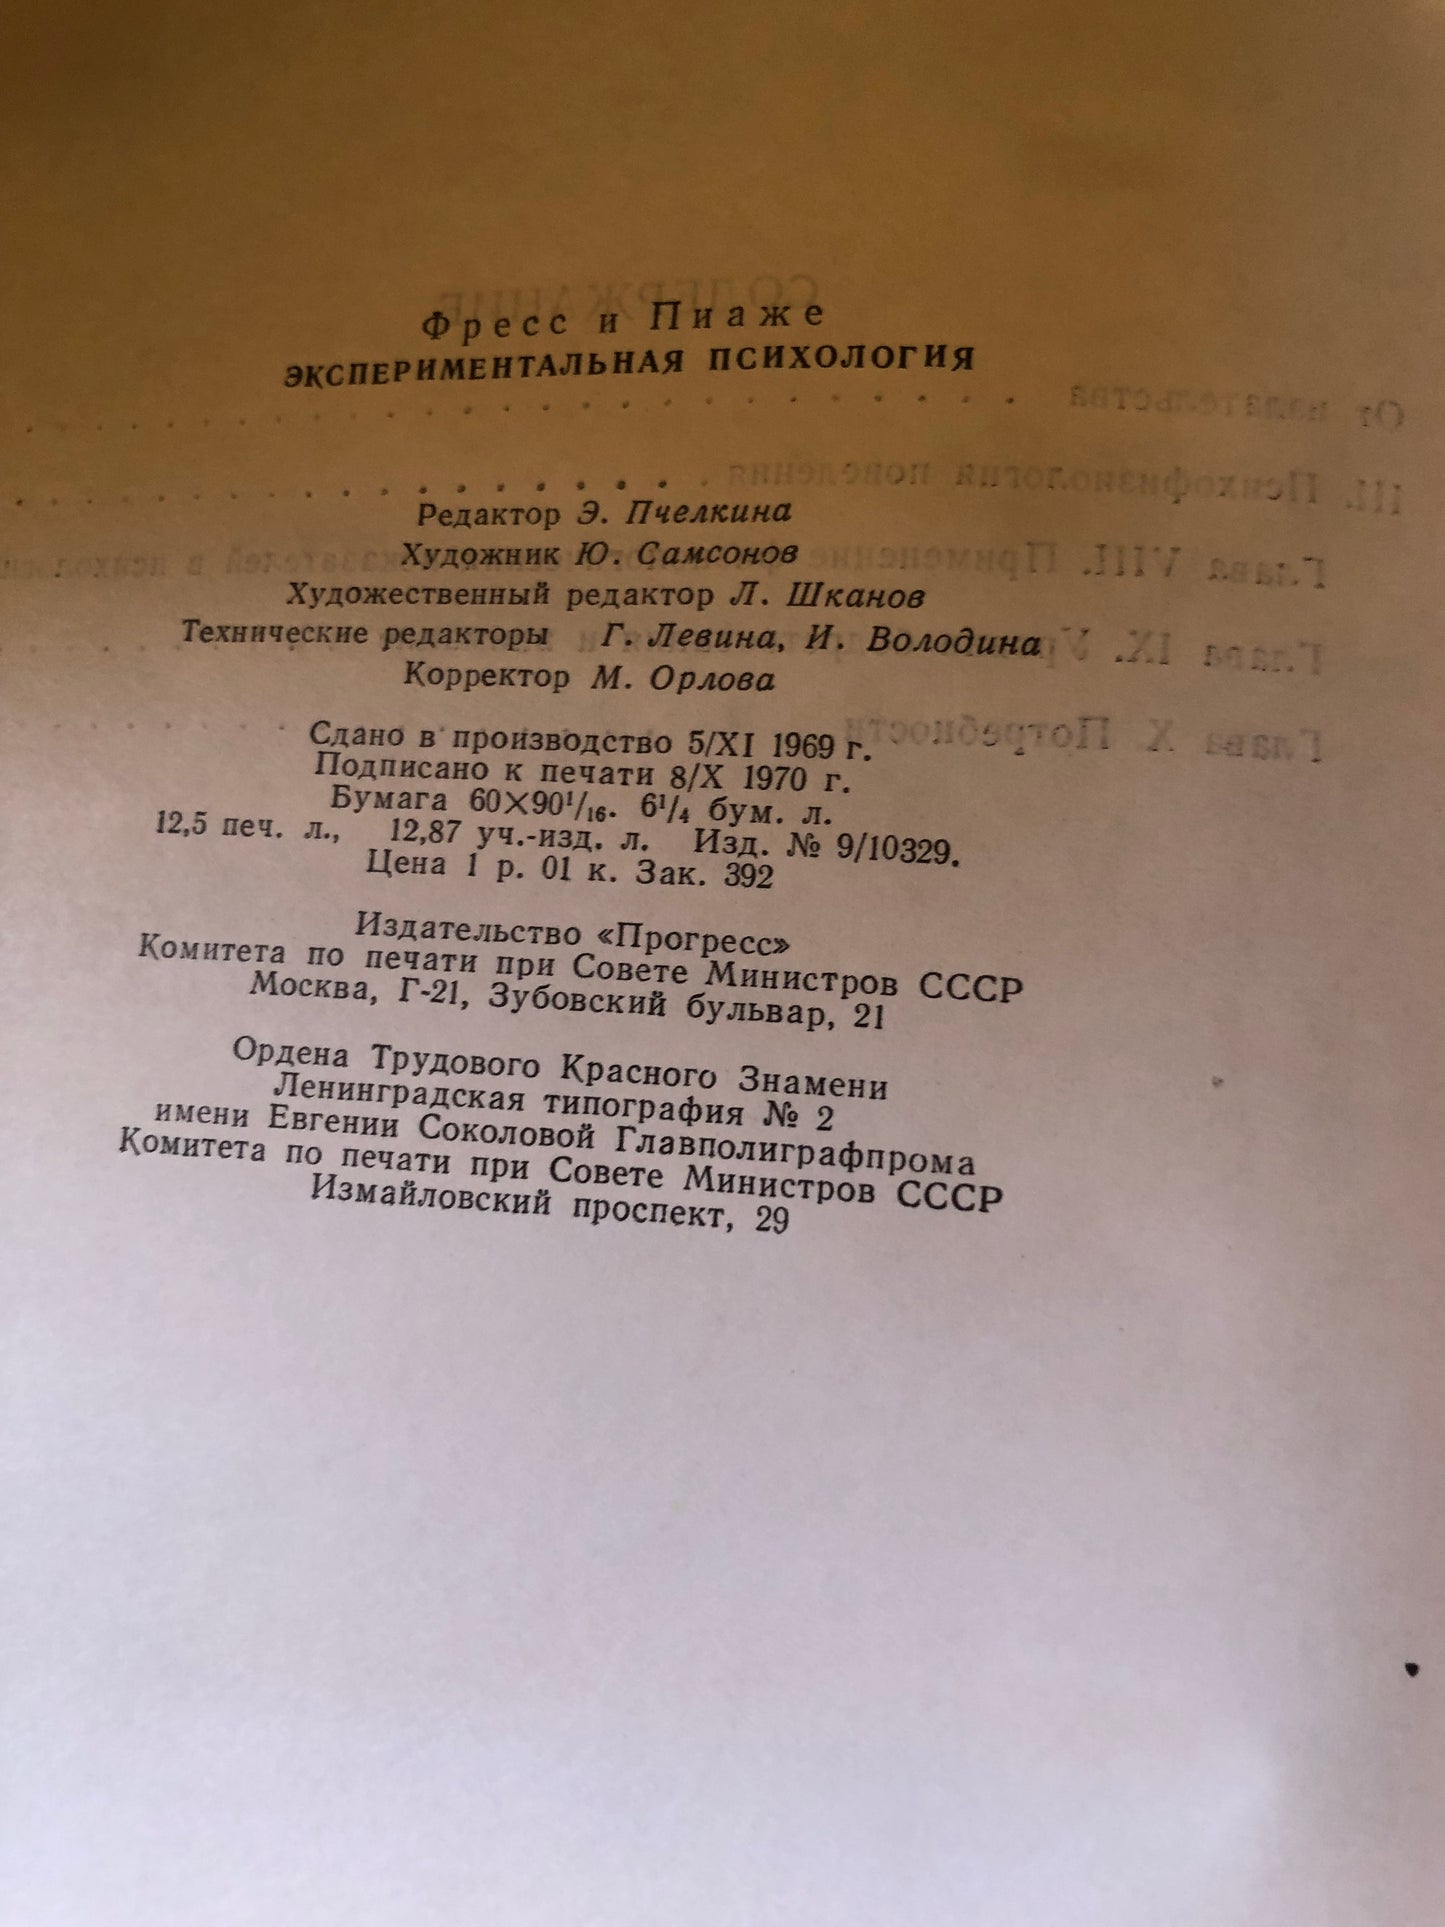 Фресс и Пиаже
ЭКСПЕРИМЕНТАЛЬНАЯ ПСИХОЛОГИЯ
Редактор Э. Пчелкина
Художник Ю. Самсонов
Художественный редактор Л. Шканов
Технические редакторы Г. Левина, И. Володина
Корректор М. Орлова
Сдано в производство 5/XI 1969 г.
Подписано к печати 8/X 1970 г.
Бумага 60×90¹/₁₆. 6¹/₄ бум. л.
12,5 печ. л., 12,87 уч.-изд. л. Изд. № 9/10329.
Цена 1 р. 01 к. Зак. 392
Издательство «Прогресс»
Комитета по печати при Совете Министров СССР
Москва, Г-21, Зубовский бульвар, 21
Ордена Трудового Красного Знамени
Ленинградская типография № 2
имени Евгении Соколовой Главполиграфпрома
Комитета по печати при Совете Министров СССР
Измайловский проспект, 29